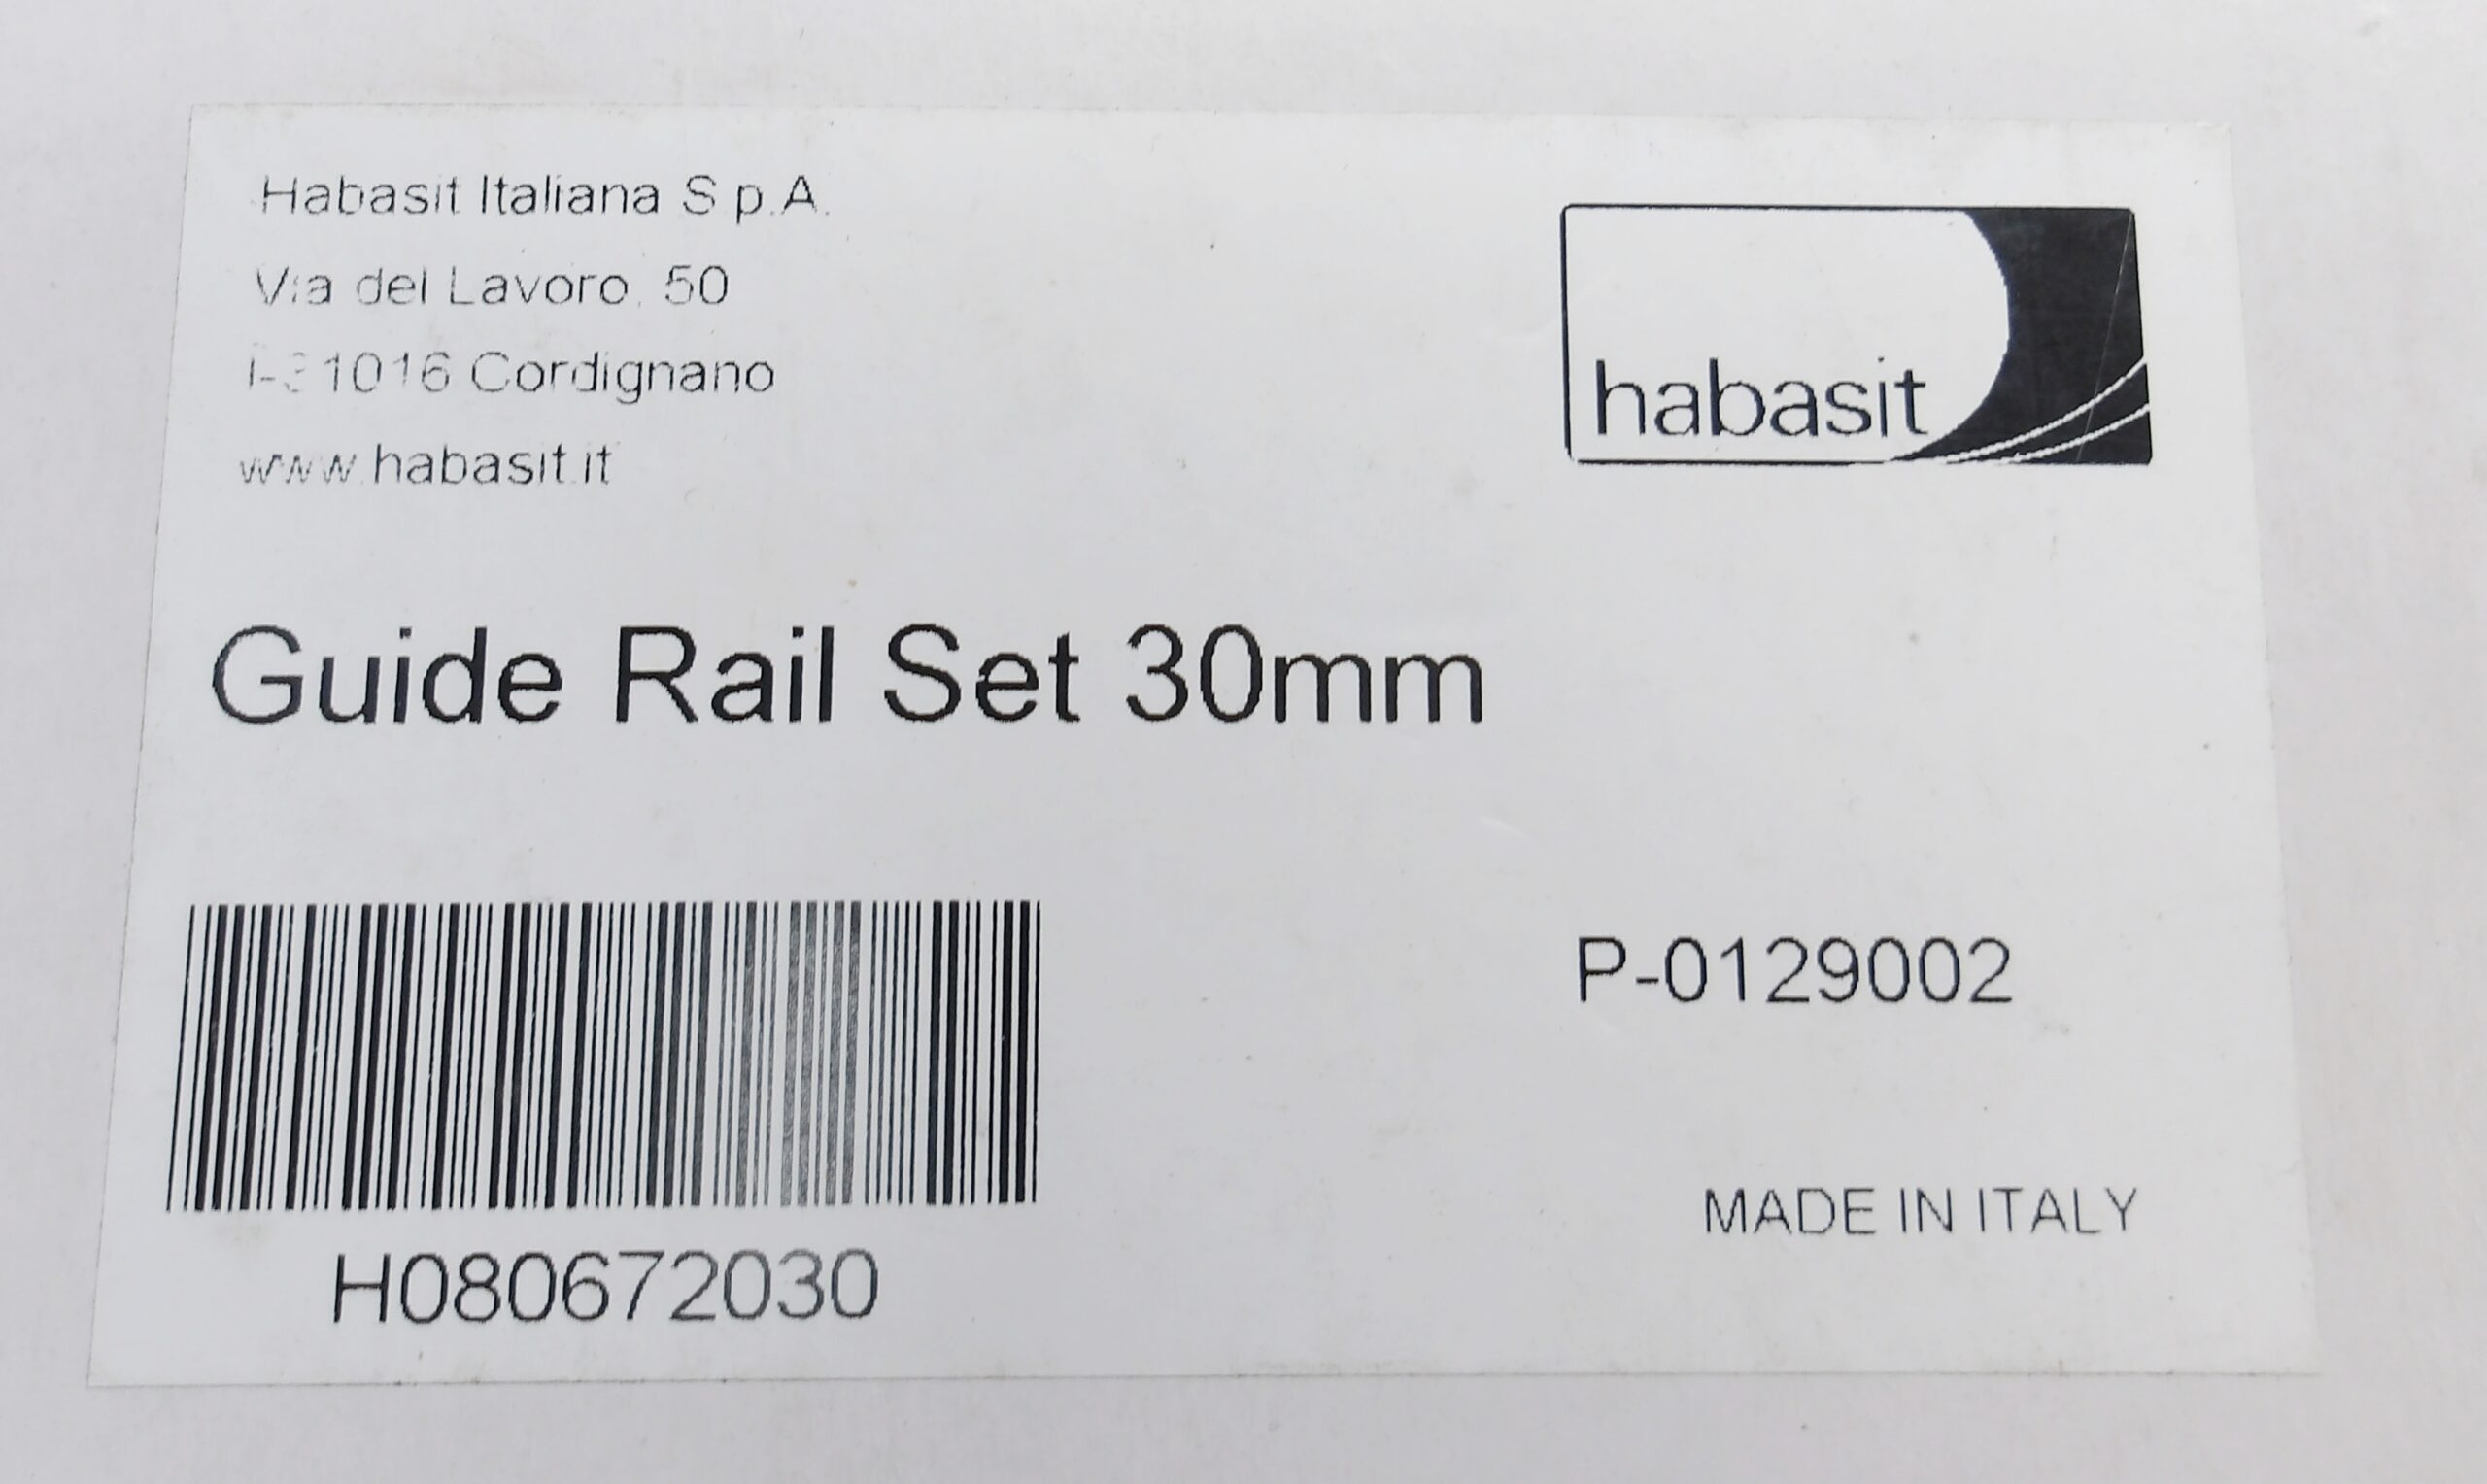 Habasit Italiana S.p.A.
Via del Lavoro, 50
I-31016 Cordignano
www.habasit.it
habasit
Guide Rail Set 30mm
P-0129002
MADE IN ITALY
H080672030